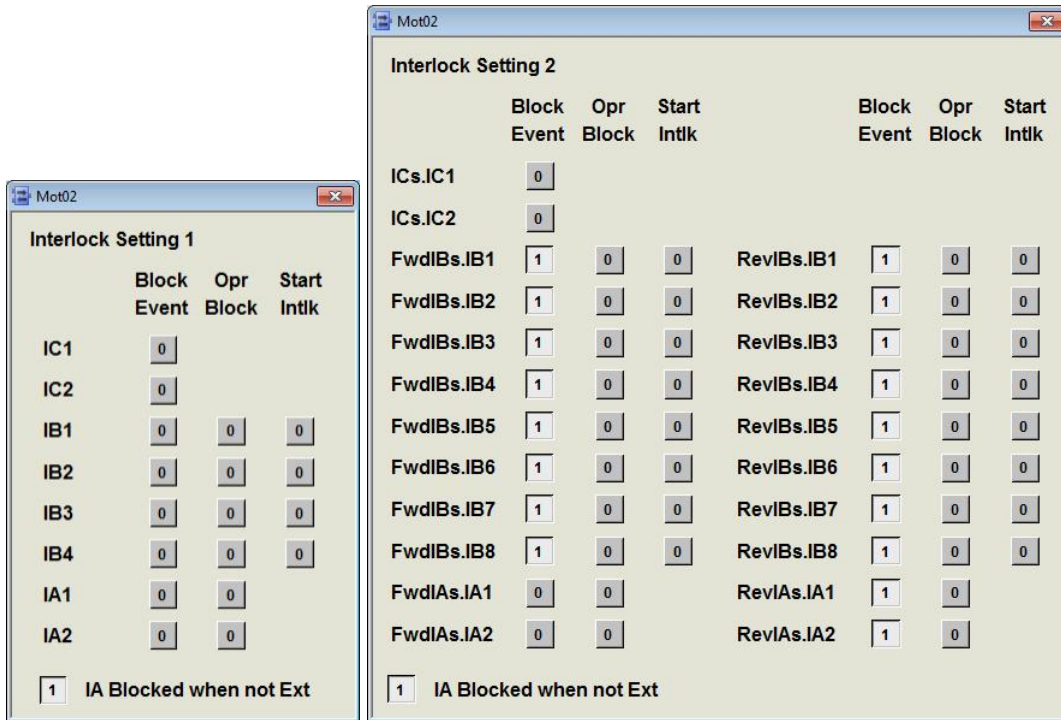 Mot02
Interlock Setting 1
Block Opr Start
Event Block Intlk
IC1 0
IC2 0
IB1 0 0 0
IB2 0 0 0
IB3 0 0 0
IB4 0 0 0
IA1 0 0
IA2 0 0
1 IA Blocked when not Ext
Mot02
Interlock Setting 2
Block Opr Start Block Opr Start
Event Block Intlk Event Block Intlk
ICs.IC1 0
ICs.IC2 0
FwdIBs.IB1 1 0 0 RevIBs.IB1 1 0 0
FwdIBs.IB2 1 0 0 RevIBs.IB2 1 0 0
FwdIBs.IB3 1 0 0 RevIBs.IB3 1 0 0
FwdIBs.IB4 1 0 0 RevIBs.IB4 1 0 0
FwdIBs.IB5 1 0 0 RevIBs.IB5 1 0 0
FwdIBs.IB6 1 0 0 RevIBs.IB6 1 0 0
FwdIBs.IB7 1 0 0 RevIBs.IB7 1 0 0
FwdIBs.IB8 1 0 0 RevIBs.IB8 1 0 0
FwdIAs.IA1 0 0 RevIAs.IA1 1 0
FwdIAs.IA2 0 0 RevIAs.IA2 1 0
1 IA Blocked when not Ext